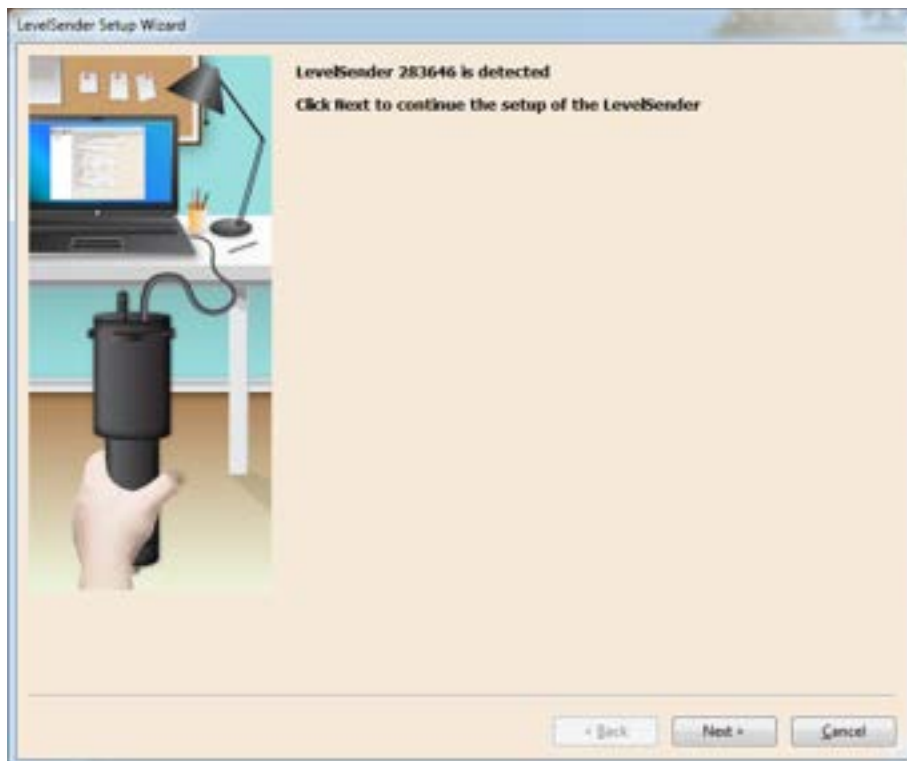 LevelSender Setup Wizard
LevelSender 283646 is detected
Click Next to continue the setup of the LevelSender
< Back
Next >
Cancel